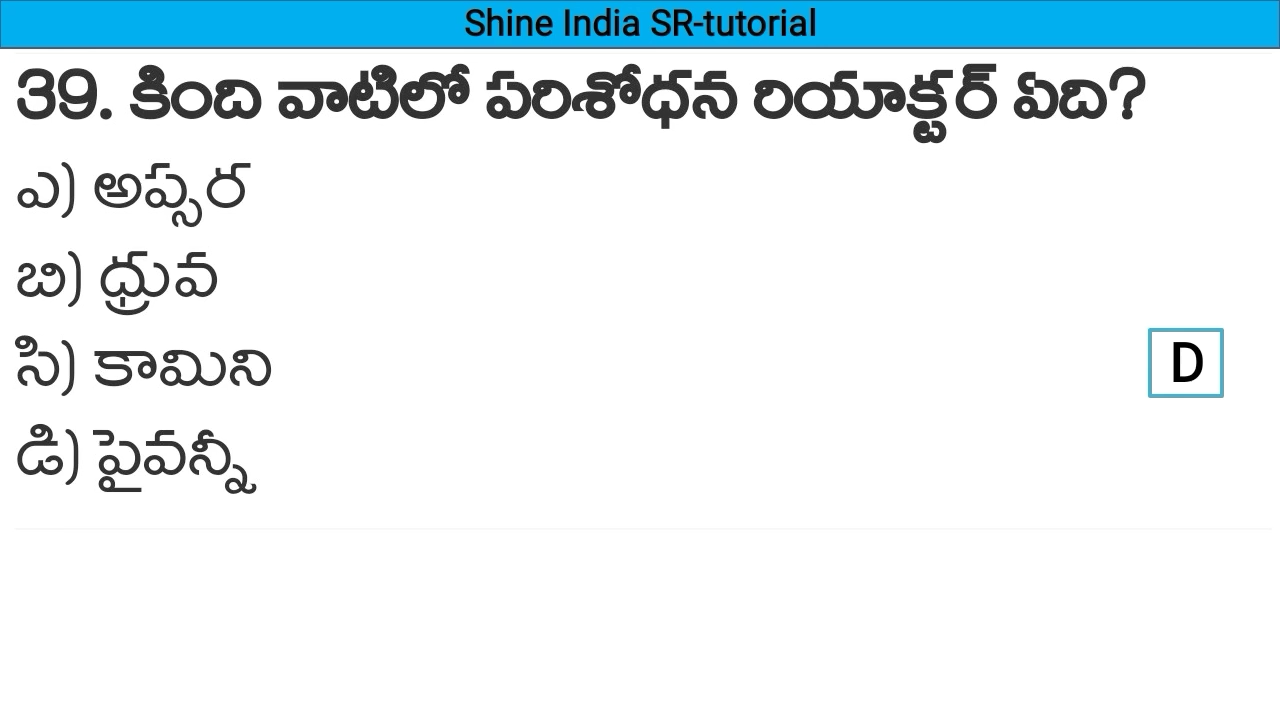 Shine India SR-tutorial
39. కింది వాటిలో పరిశోధన రియాక్టర్ ఏది?
ఎ) అప్సర
బి) ధ్రువ
సి) కామిని
D
డి) పైవన్నీ